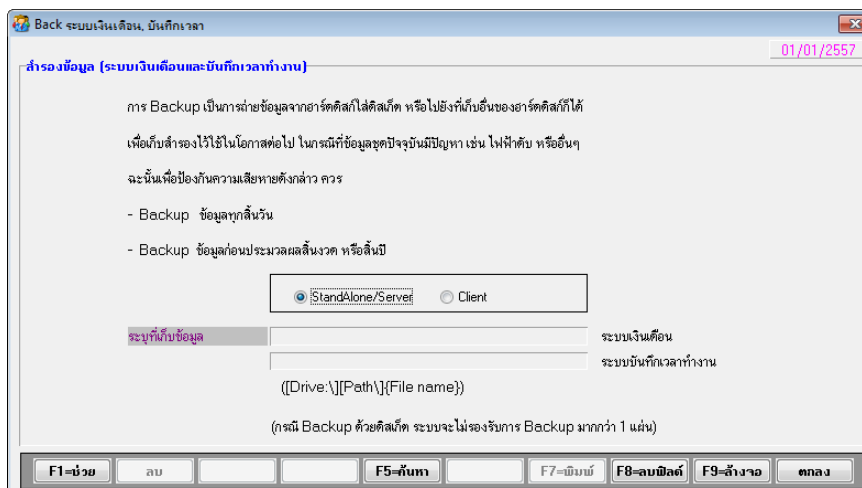 Back ระบบเงินเดือน, บันทึกเวลา
01/01/2557
สำรองข้อมูล (ระบบเงินเดือนและบันทึกเวลาทำงาน)
การ Backup เป็นการถ่ายข้อมูลจากฮาร์ดดิสก์ใส่ดิสเก็ต หรือไปยังที่เก็บอื่นของฮาร์ดดิสก์ก็ได้
เพื่อเก็บสำรองไว้ใช้ในโอกาสต่อไป ในกรณีที่ข้อมูลชุดปัจจุบันมีปัญหา เช่น ไฟฟ้าดับ หรืออื่นๆ
ฉะนั้นเพื่อป้องกันความเสียหายดังกล่าว ควร
- Backup ข้อมูลทุกสิ้นวัน
- Backup ข้อมูลก่อนประมวลผลสิ้นงวด หรือสิ้นปี
StandAlone/Server Client
ระบุที่เก็บข้อมูล ระบบเงินเดือน
ระบบบันทึกเวลาทำงาน
([Drive:\][Path\]{File name})
(กรณี Backup ด้วยดิสเก็ต ระบบจะไม่รองรับการ Backup มากกว่า 1 แผ่น)
F1=ช่วย ลบ F5=ค้นหา F7=พิมพ์ F8=ลบฟิลด์ F9=ล้างจอ ตกลง